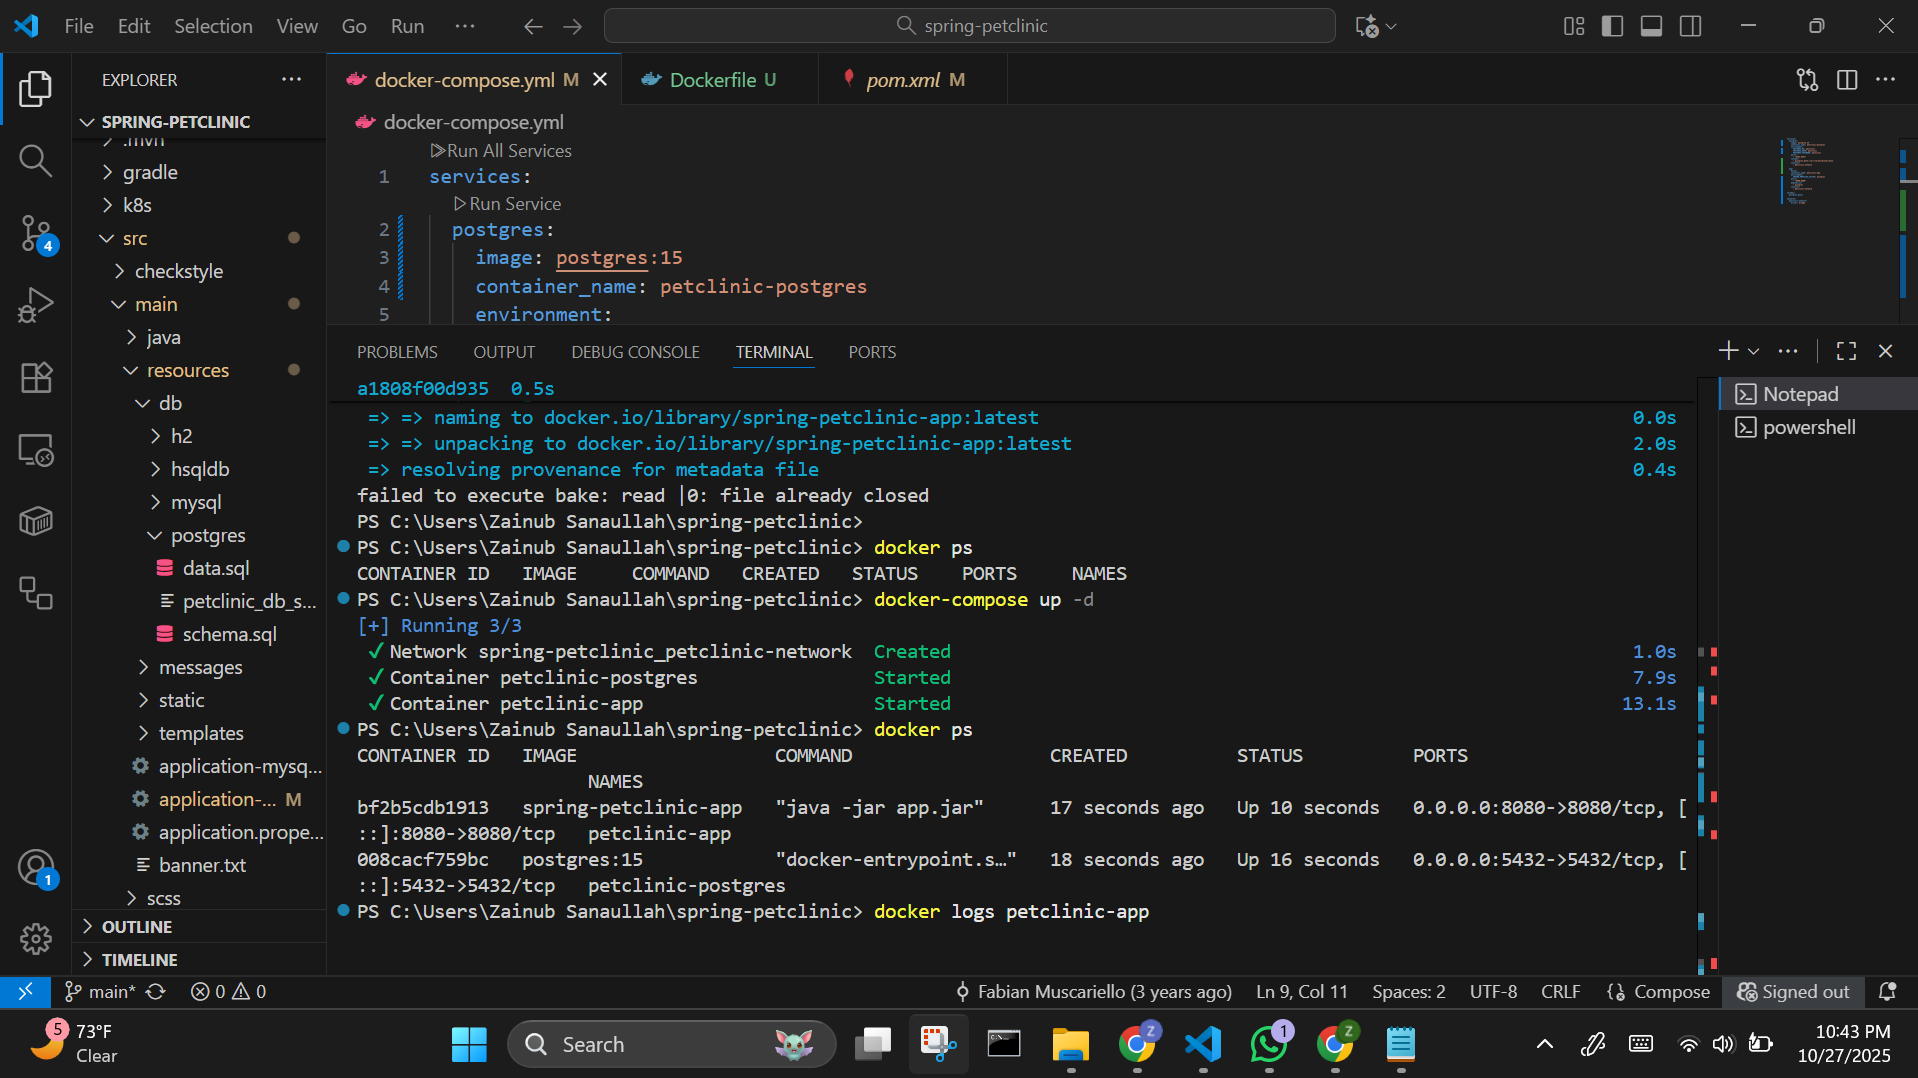 File Edit Selection View Go Run ··· spring-petclinic
EXPLORER ···
SPRING-PETCLINIC
.mvn
gradle
k8s
src
checkstyle
main
java
resources
db
h2
hsqldb
mysql
postgres
data.sql
petclinic_db_s...
schema.sql
messages
static
templates
application-mysq...
application-... M
application.prope...
banner.txt
scss
OUTLINE
TIMELINE
4
1
docker-compose.yml M
Dockerfile U
pom.xml M
docker-compose.yml
Run All Services
1 services:
Run Service
2 postgres:
3 image: postgres:15
4 container_name: petclinic-postgres
5 environment:
PROBLEMS OUTPUT DEBUG CONSOLE TERMINAL PORTS
Notepad
powershell
a1808f00d935 0.5s
=> => naming to docker.io/library/spring-petclinic-app:latest 0.0s
=> => unpacking to docker.io/library/spring-petclinic-app:latest 2.0s
=> resolving provenance for metadata file 0.4s
failed to execute bake: read |0: file already closed
PS C:\Users\Zainub Sanaullah\spring-petclinic>
PS C:\Users\Zainub Sanaullah\spring-petclinic> docker ps
CONTAINER ID IMAGE COMMAND CREATED STATUS PORTS NAMES
PS C:\Users\Zainub Sanaullah\spring-petclinic> docker-compose up -d
[+] Running 3/3
✓ Network spring-petclinic_petclinic-network Created 1.0s
✓ Container petclinic-postgres Started 7.9s
✓ Container petclinic-app Started 13.1s
PS C:\Users\Zainub Sanaullah\spring-petclinic> docker ps
CONTAINER ID IMAGE COMMAND CREATED STATUS PORTS
NAMES
bf2b5cdb1913 spring-petclinic-app "java -jar app.jar" 17 seconds ago Up 10 seconds 0.0.0.0:8080->8080/tcp, [
::]:8080->8080/tcp petclinic-app
008cacf759bc postgres:15 "docker-entrypoint.s…" 18 seconds ago Up 16 seconds 0.0.0.0:5432->5432/tcp, [
::]:5432->5432/tcp petclinic-postgres
PS C:\Users\Zainub Sanaullah\spring-petclinic> docker logs petclinic-app
main* 0 0 Fabian Muscariello (3 years ago) Ln 9, Col 11 Spaces: 2 UTF-8 CRLF Compose Signed out
5
73°F
Clear
Search
Z
1
Z
10:43 PM
10/27/2025